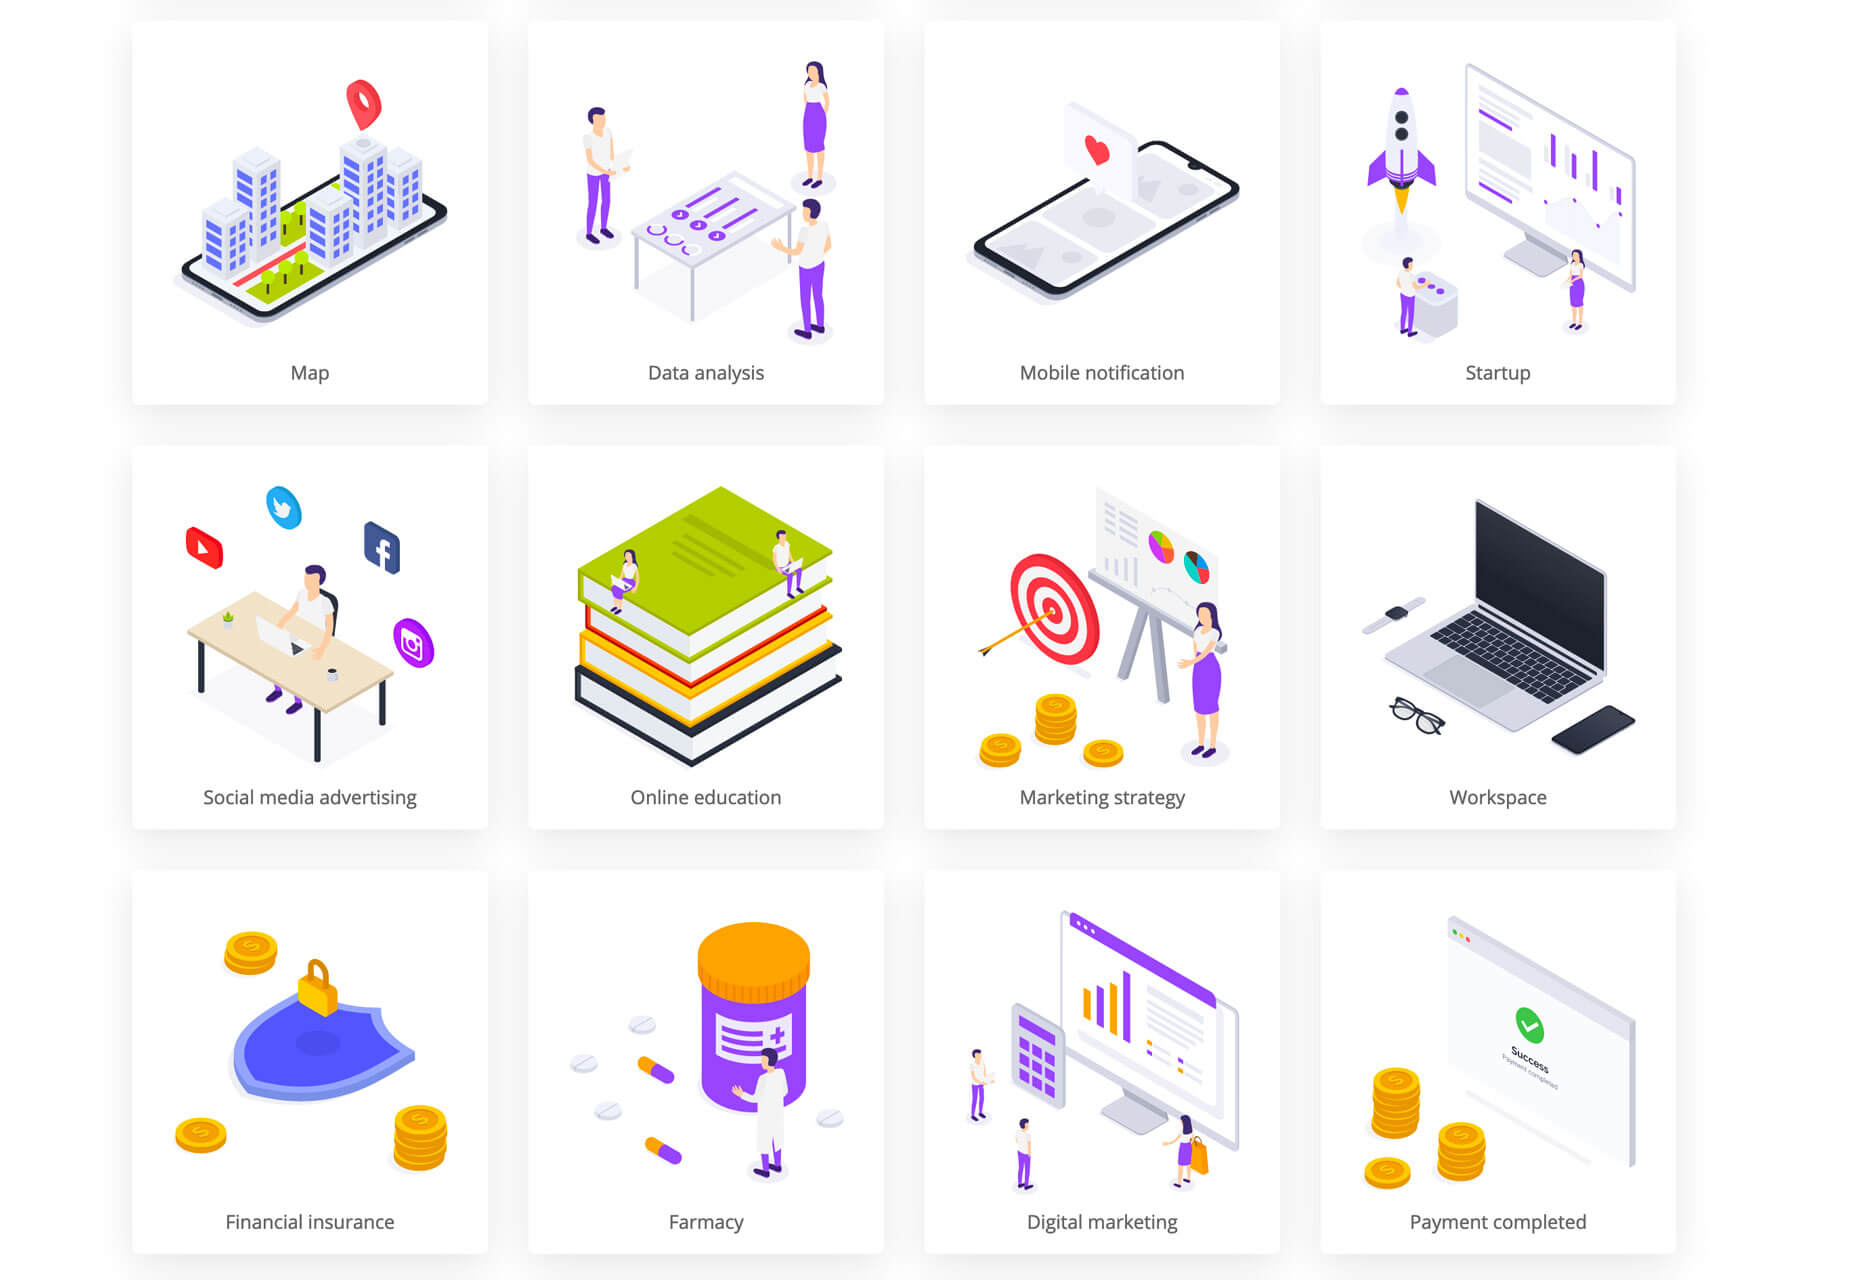 Map
Data analysis
Mobile notification
Startup
Social media advertising
Online education
Marketing strategy
Workspace
Success
Payment completed
Financial insurance
Farmacy
Digital marketing
Payment completed